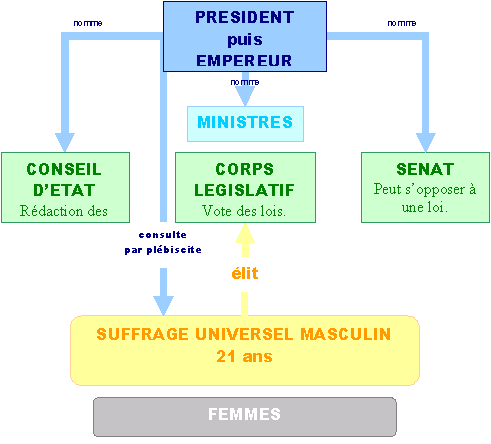 PRESIDENT
puis
EMPEREUR
nomme
nomme
nomme
MINISTRES
CONSEIL
D'ETAT
Rédaction des
CORPS
LEGISLATIF
Vote des lois.
SENAT
Peut s'opposer à
une loi.
consulte
par plébiscite
élit
SUFFRAGE UNIVERSEL MASCULIN
21 ans
FEMMES